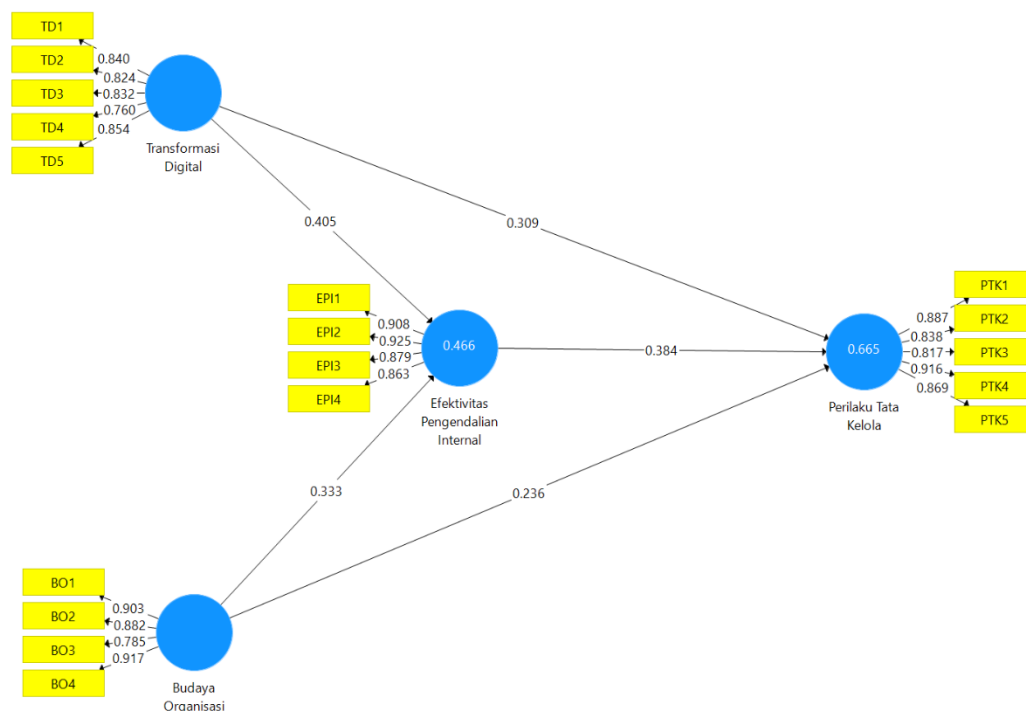 TD1
0.840
TD2
0.824
TD3
0.832
TD4
0.760
TD5
0.854
Transformasi
Digital
0.405
0.309
EPI1
0.908
EPI2
0.925
EPI3
0.879
EPI4
0.863
0.466
Efektivitas
Pengendalian
Internal
0.384
0.665
Perilaku Tata
Kelola
PTK1
0.887
PTK2
0.838
PTK3
0.817
PTK4
0.916
PTK5
0.869
0.333
0.236
BO1
0.903
BO2
0.882
BO3
0.785
BO4
0.917
Budaya
Organisasi